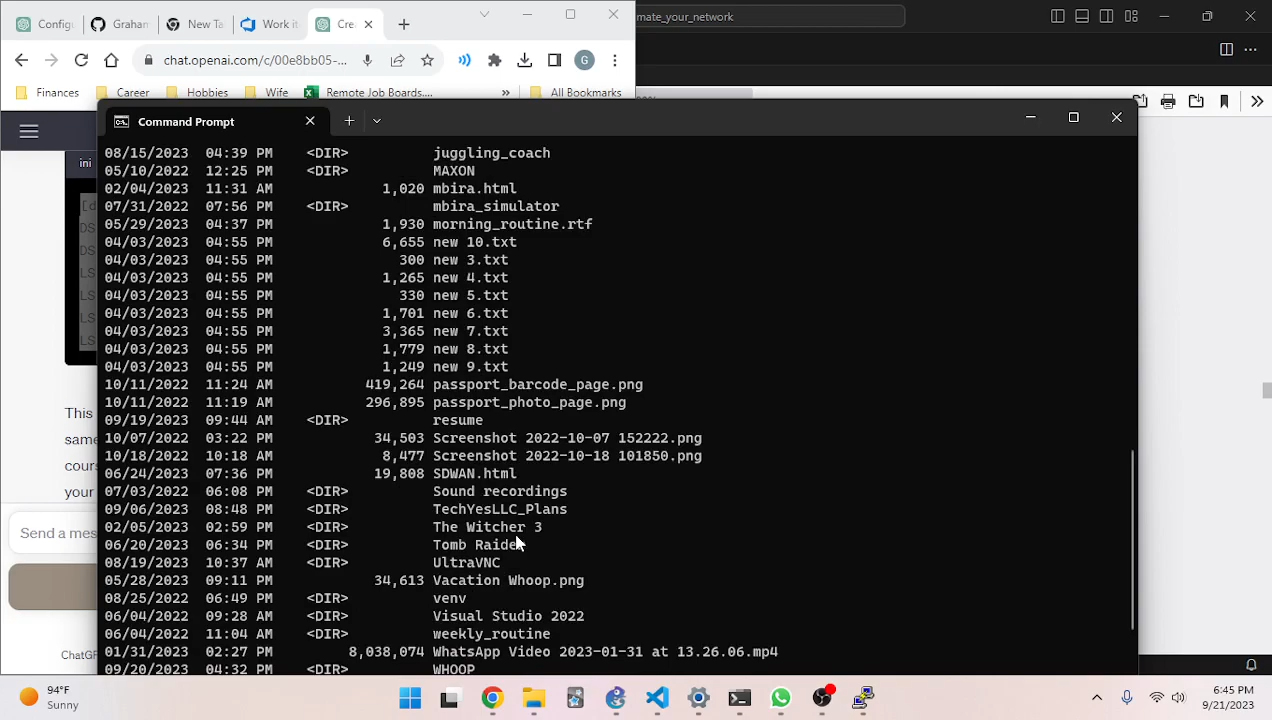 Config
Graham
New Ta
Work it
Cre
mate_your_network
chat.openai.com/c/00e8bb05-...
G
Finances
Career
Hobbies
Wife
Remote Job Boards....
»
All Bookmarks
Command Prompt
ini
[d
DS
DS
LS
LS
LS
LS
This
same
cours
your
Send a mes
ChatGF
08/15/2023 04:39 PM <DIR> juggling_coach
05/10/2022 12:25 PM <DIR> MAXON
02/04/2023 11:31 AM 1,020 mbira.html
07/31/2022 07:56 PM <DIR> mbira_simulator
05/29/2023 04:37 PM 1,930 morning_routine.rtf
04/03/2023 04:55 PM 6,655 new 10.txt
04/03/2023 04:55 PM 300 new 3.txt
04/03/2023 04:55 PM 1,265 new 4.txt
04/03/2023 04:55 PM 330 new 5.txt
04/03/2023 04:55 PM 1,701 new 6.txt
04/03/2023 04:55 PM 3,365 new 7.txt
04/03/2023 04:55 PM 1,779 new 8.txt
04/03/2023 04:55 PM 1,249 new 9.txt
10/11/2022 11:24 AM 419,264 passport_barcode_page.png
10/11/2022 11:19 AM 296,895 passport_photo_page.png
09/19/2023 09:44 AM <DIR> resume
10/07/2022 03:22 PM 34,503 Screenshot 2022-10-07 152222.png
10/18/2022 10:18 AM 8,477 Screenshot 2022-10-18 101850.png
06/24/2023 07:36 PM 19,808 SDWAN.html
07/03/2022 06:08 PM <DIR> Sound recordings
09/06/2023 08:48 PM <DIR> TechYesLLC_Plans
02/05/2023 02:59 PM <DIR> The Witcher 3
06/20/2023 06:34 PM <DIR> Tomb Raider
08/19/2023 10:37 AM <DIR> UltraVNC
05/28/2023 09:11 PM 34,613 Vacation Whoop.png
08/25/2022 06:49 PM <DIR> venv
06/04/2022 09:28 AM <DIR> Visual Studio 2022
06/04/2022 11:04 AM <DIR> weekly_routine
01/31/2023 02:27 PM 8,038,074 WhatsApp Video 2023-01-31 at 13.26.06.mp4
09/20/2023 04:32 PM <DIR> WHOOP
94°F
Sunny
6:45 PM
9/21/2023